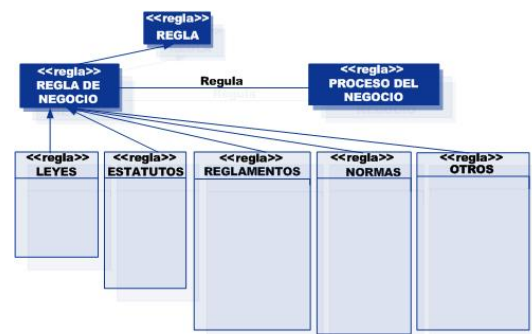 <<regla>>
REGLA
<<regla>>
REGLA DE
NEGOCIO
Regula
<<regla>>
PROCESO DEL
NEGOCIO
<<regla>>
LEYES
<<regla>>
ESTATUTOS
<<regla>>
REGLAMENTOS
<<regla>>
NORMAS
<<regla>>
OTROS